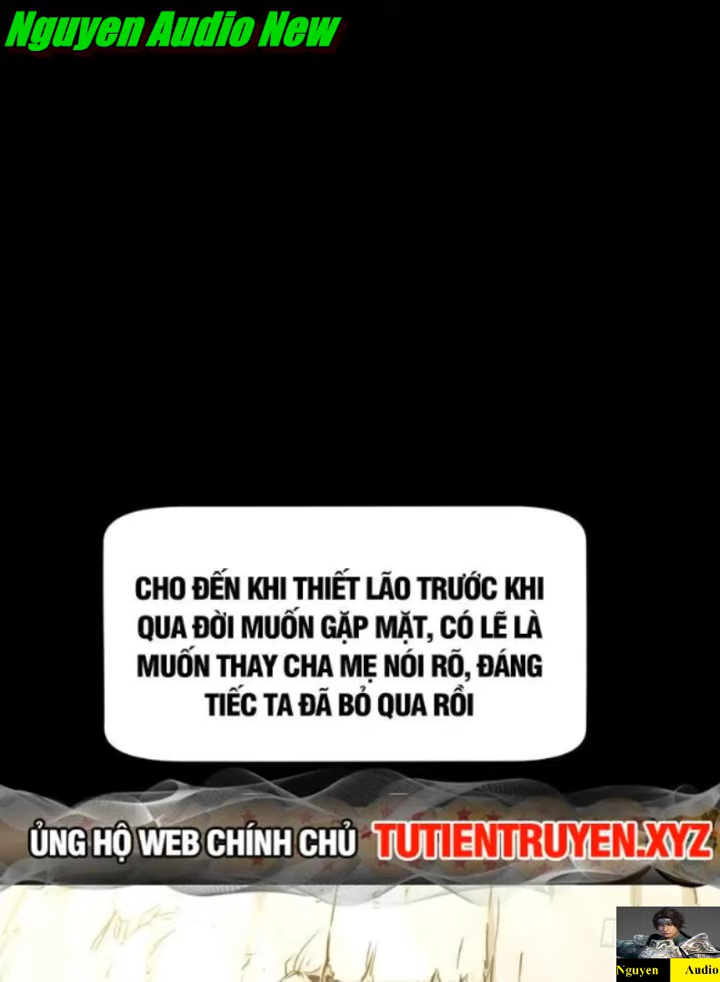 Nguyen Audio New
CHO ĐẾN KHI THIẾT LÃO TRƯỚC KHI
QUA ĐỜI MUỐN GẶP MẶT, CÓ LẼ LÀ
MUỐN THAY CHA MẸ NÓI RÕ, ĐÁNG
TIẾC TA ĐÃ BỎ QUA RỒI
ỦNG HỘ WEB CHÍNH CHỦ TUTIENTRUYEN.XYZ
Nguyen Audio